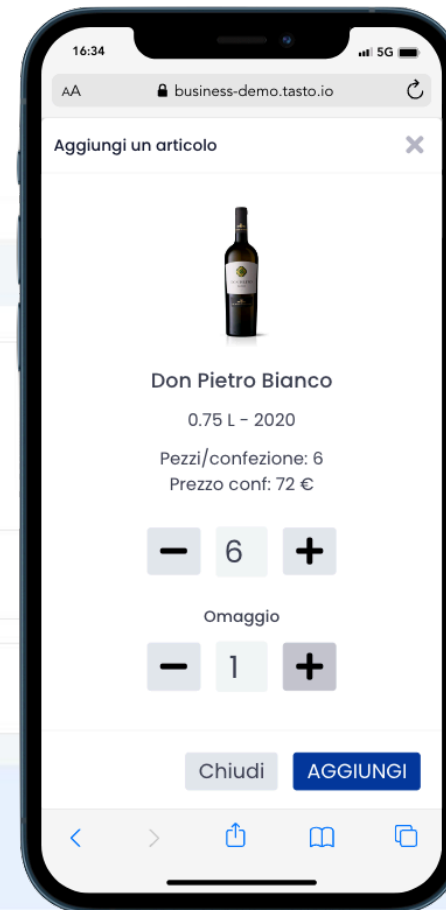 16:34
5G
AA
business-demo.tasto.io
Aggiungi un articolo
Don Pietro Bianco
0.75 L - 2020
Pezzi/confezione: 6
Prezzo conf: 72 €
6
Omaggio
1
Chiudi
AGGIUNGI